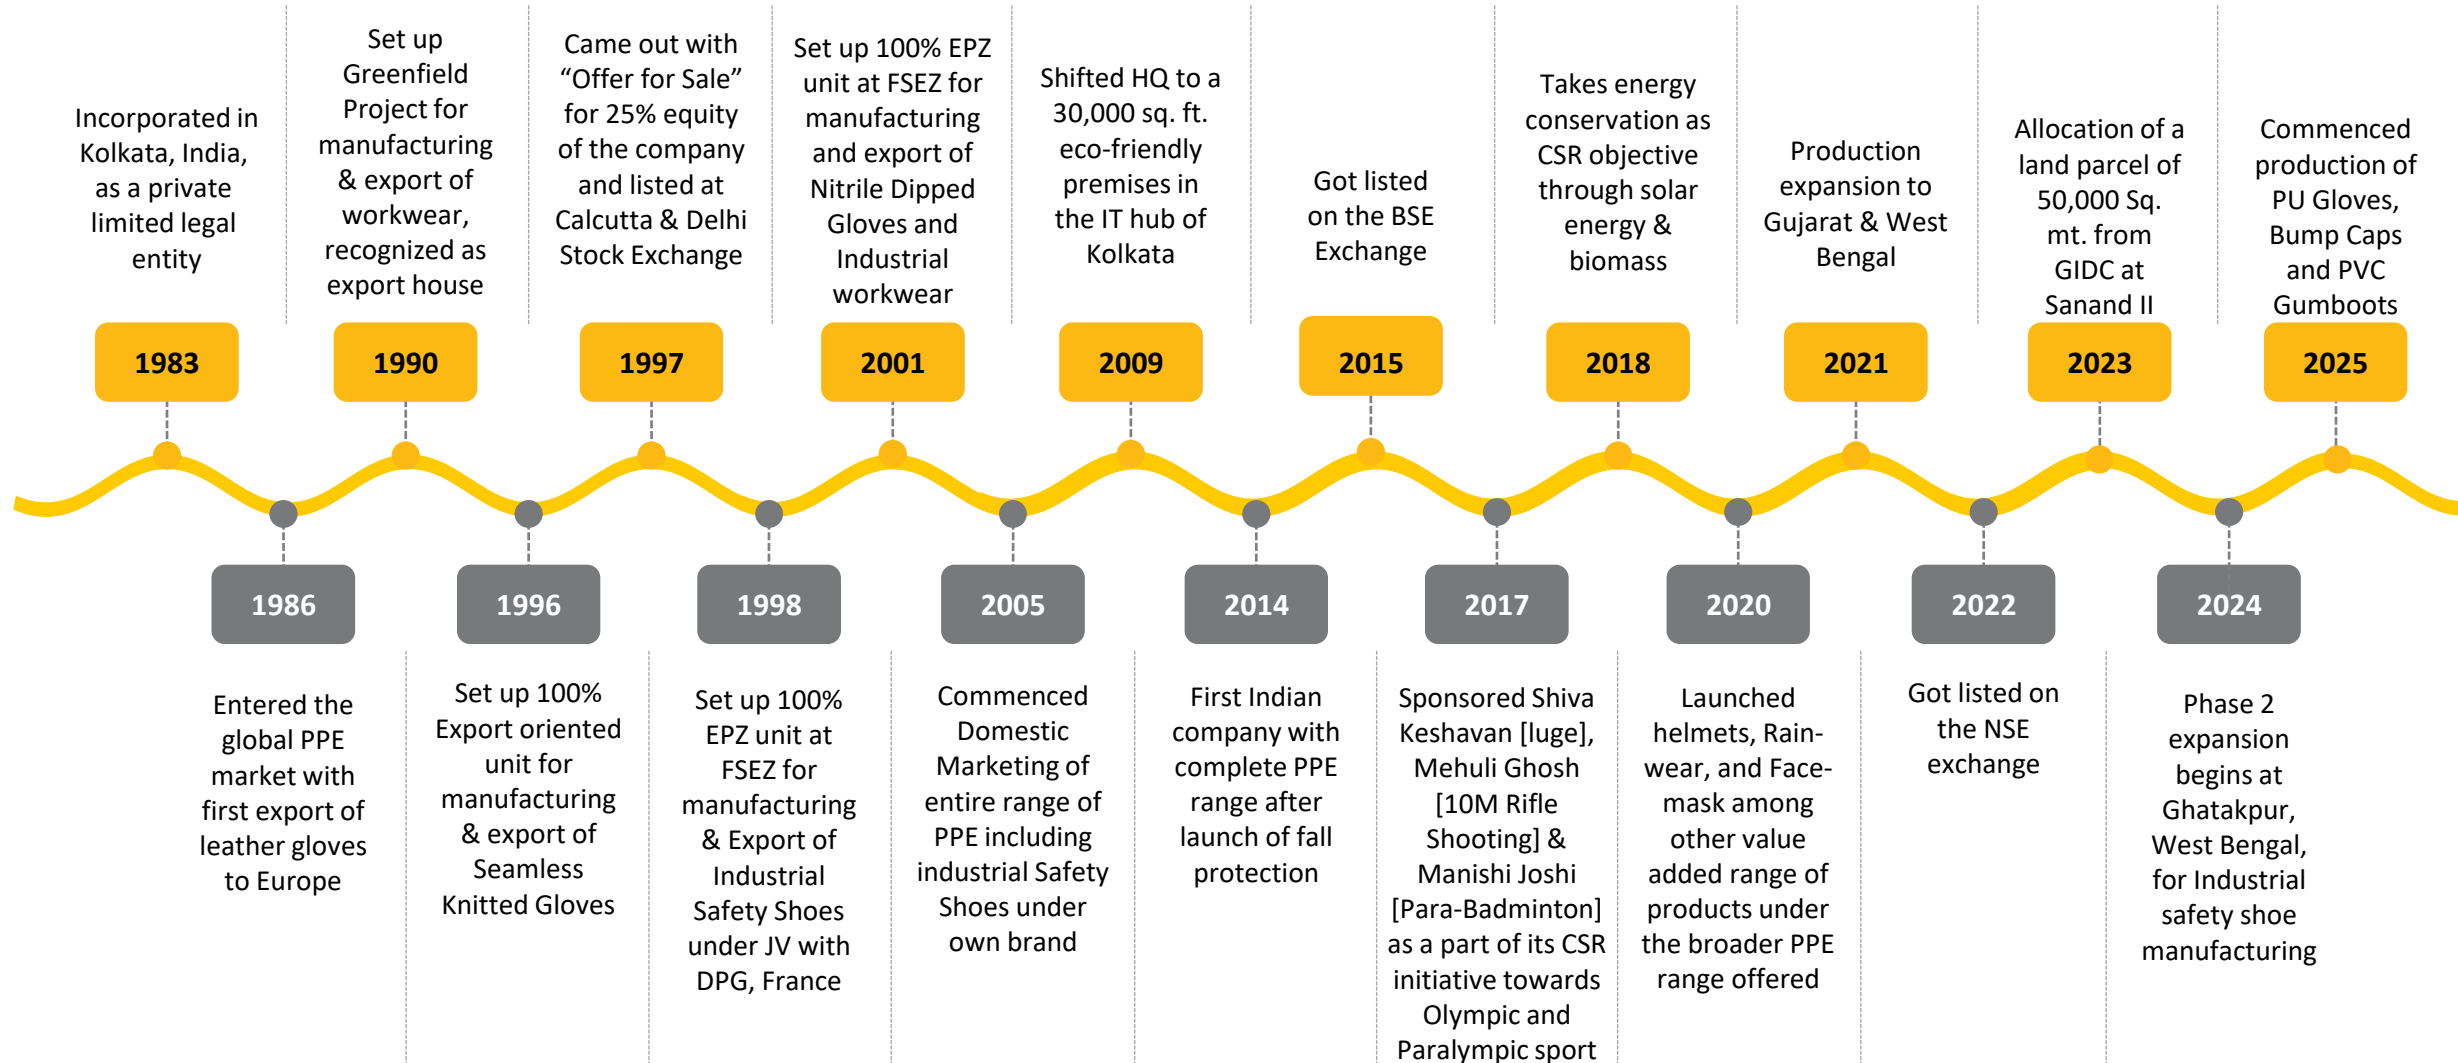 Incorporated in
Kolkata, India,
as a private
limited legal
entity
1983
Set up
Greenfield
Project for
manufacturing
& export of
workwear,
recognized as
export house
1990
Came out with
“Offer for Sale”
for 25% equity
of the company
and listed at
Calcutta & Delhi
Stock Exchange
1997
Set up 100% EPZ
unit at FSEZ for
manufacturing
and export of
Nitrile Dipped
Gloves and
Industrial
workwear
2001
Shifted HQ to a
30,000 sq. ft.
eco-friendly
premises in
the IT hub of
Kolkata
2009
Got listed
on the BSE
Exchange
2015
Takes energy
conservation as
CSR objective
through solar
energy &
biomass
2018
Production
expansion to
Gujarat & West
Bengal
2021
Allocation of a
land parcel of
50,000 Sq.
mt. from
GIDC at
Sanand II
2023
Commenced
production of
PU Gloves,
Bump Caps
and PVC
Gumboots
2025
1986
Entered the
global PPE
market with
first export of
leather gloves
to Europe
1996
Set up 100%
Export oriented
unit for
manufacturing
& export of
Seamless
Knitted Gloves
1998
Set up 100%
EPZ unit at
FSEZ for
manufacturing
& Export of
Industrial
Safety Shoes
under JV with
DPG, France
2005
Commenced
Domestic
Marketing of
entire range of
PPE including
industrial Safety
Shoes under
own brand
2014
First Indian
company with
complete PPE
range after
launch of fall
protection
2017
Sponsored Shiva
Keshavan [luge],
Mehuli Ghosh
[10M Rifle
Shooting] &
Manishi Joshi
[Para-Badminton]
as a part of its CSR
initiative towards
Olympic and
Paralympic sport
2020
Launched
helmets, Rain-
wear, and Face-
mask among
other value
added range of
products under
the broader PPE
range offered
2022
Got listed on
the NSE
exchange
2024
Phase 2
expansion
begins at
Ghatakpur,
West Bengal,
for Industrial
safety shoe
manufacturing